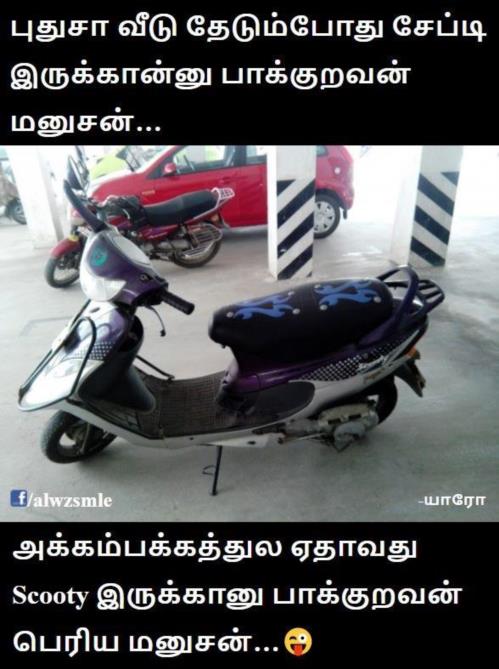 புதுசா வீடு தேடும்போது சேப்டி
இருக்கான்னு பாக்குறவன்
மனுசன்...
f/alwzsmle
-யாரோ
அக்கம்பக்கத்துல ஏதாவது
Scooty இருக்கானு பாக்குறவன்
பெரிய மனுசன்...😜